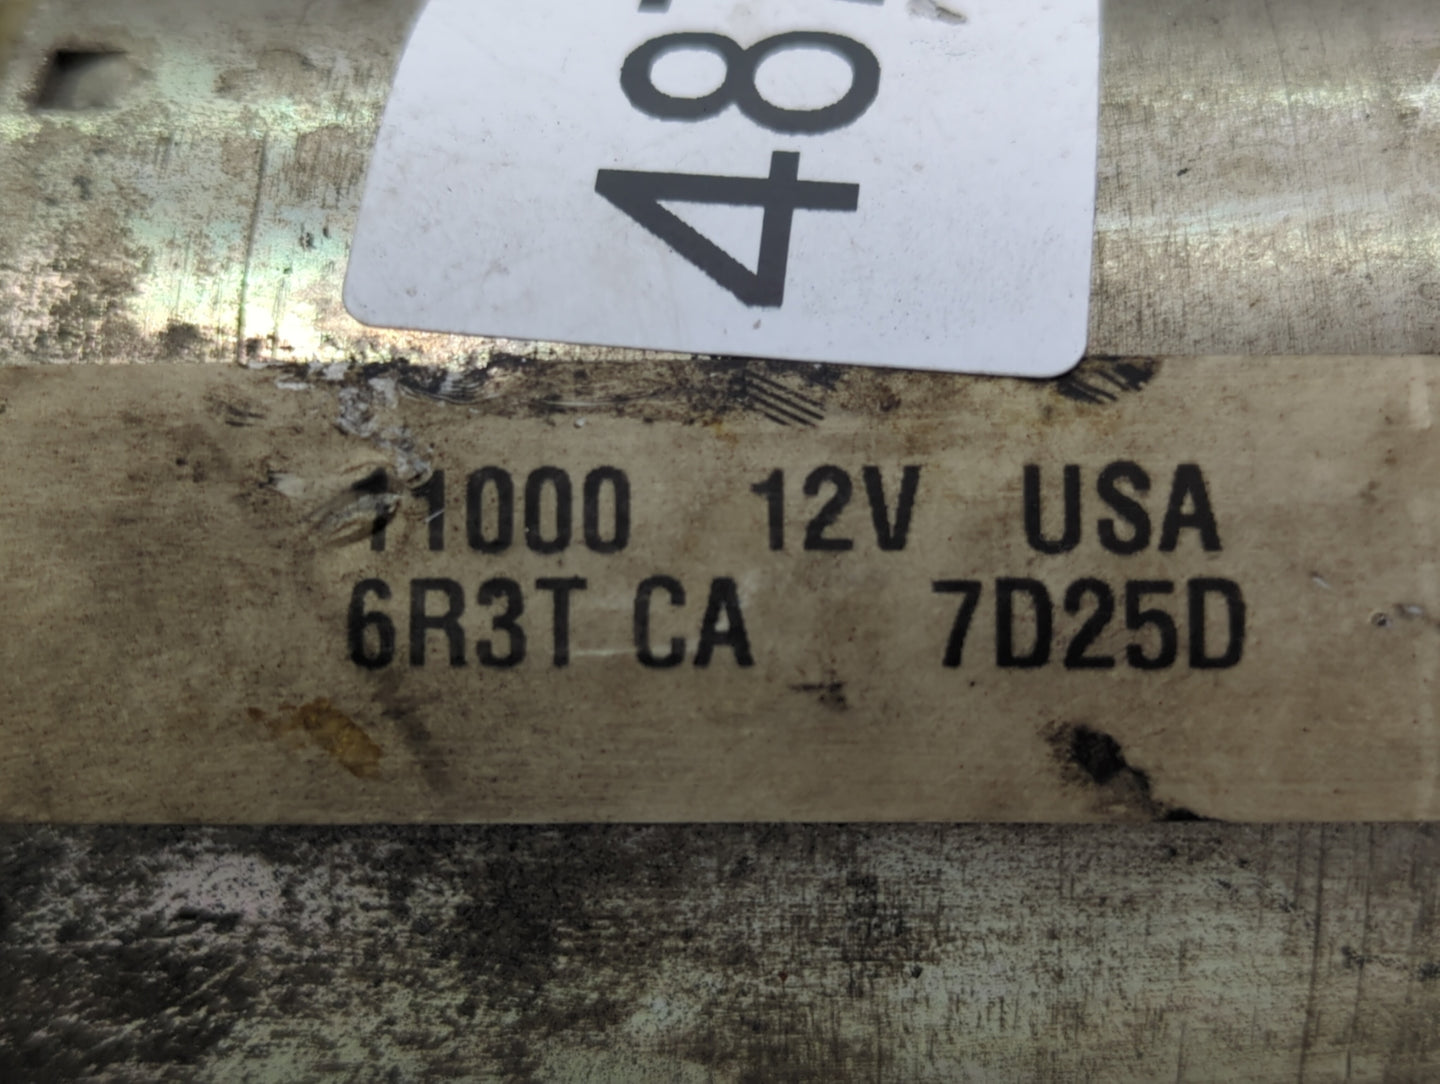 48
11000 12V USA
6R3T CA 7D25D